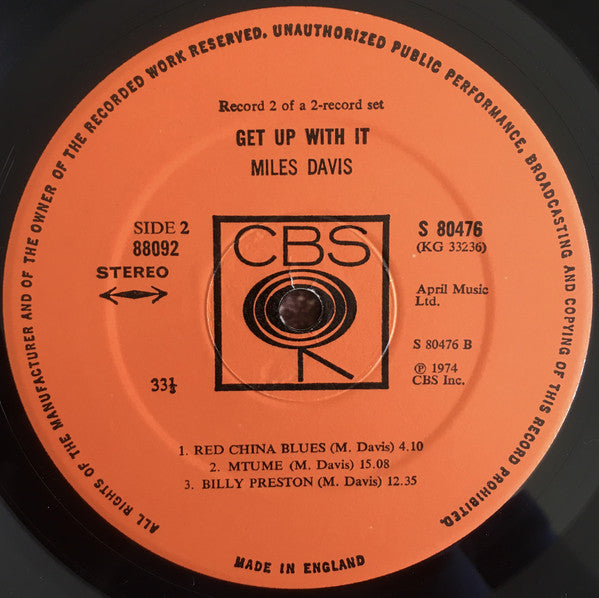 ALL RIGHTS OF THE MANUFACTURER AND OF THE OWNER OF THE RECORDED WORK RESERVED. UNAUTHORIZED PUBLIC PERFORMANCE, BROADCASTING AND COPYING OF THIS RECORD PROHIBITED.
Record 2 of a 2-record set
GET UP WITH IT
MILES DAVIS
SIDE 2
88092
STEREO
33⅓
CBS
S 80476
(KG 33236)
April Music
Ltd.
S 80476 B
℗ 1974
CBS Inc.
1. RED CHINA BLUES (M. Davis) 4.10
2. MTUME (M. Davis) 15.08
3. BILLY PRESTON (M. Davis) 12.35
MADE IN ENGLAND